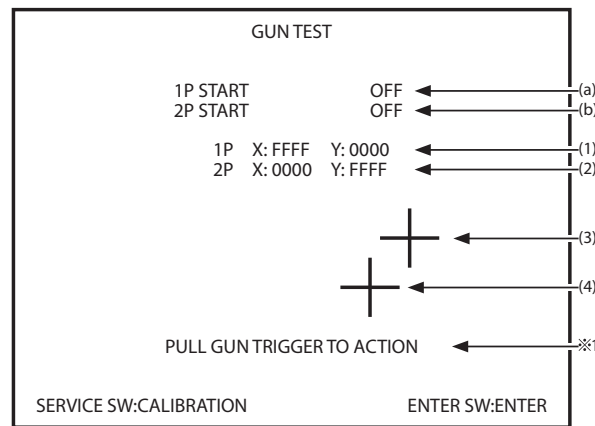 GUN TEST
1P START OFF (a)
2P START OFF (b)
1P X: FFFF Y: 0000 (1)
2P X: 0000 Y: FFFF (2)
(3)
(4)
PULL GUN TRIGGER TO ACTION ※1
SERVICE SW:CALIBRATION ENTER SW:ENTER